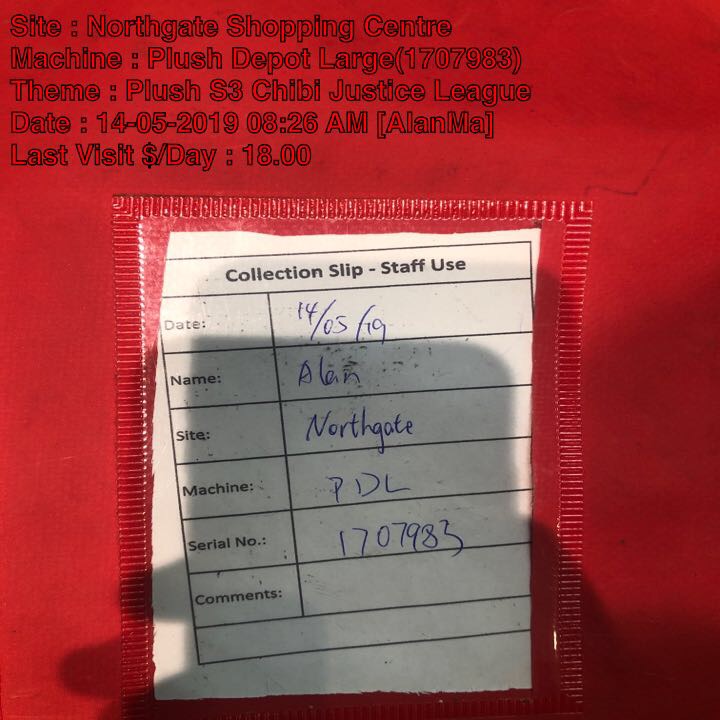 Site : Northgate Shopping Centre
Machine : Plush Depot Large(1707983)
Theme : Plush S3 Chibi Justice League
Date : 14-05-2019 08:26 AM [AlanMa]
Last Visit $/Day : 18.00
Collection Slip - Staff Use
Date: 14/05/19
Name: Alan
Site: Northgate
Machine: PDL
Serial No.: 1707983
Comments: